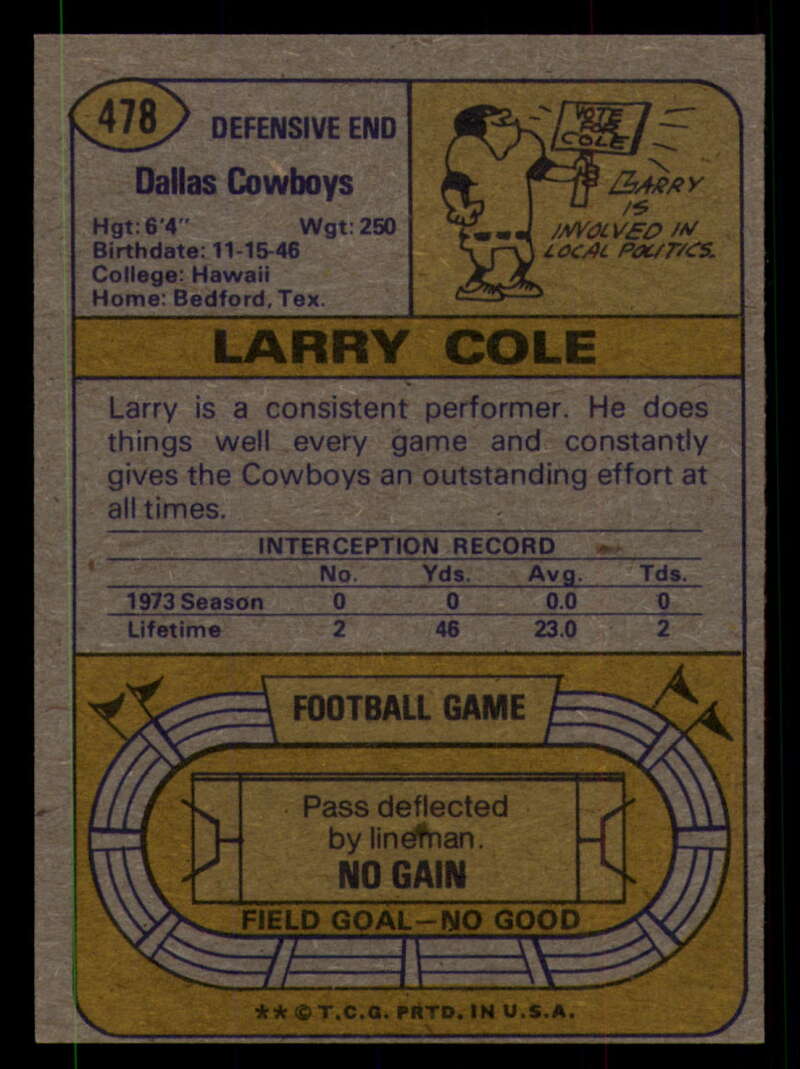 478
DEFENSIVE END
Dallas Cowboys
Hgt: 6'4" Wgt: 250
Birthdate: 11-15-46
College: Hawaii
Home: Bedford, Tex.
VOTE
FOR
COLE
BARRY
IS
INVOLVED IN
LOCAL POLITICS.
LARRY COLE
Larry is a consistent performer. He does
things well every game and constantly
gives the Cowboys an outstanding effort at
all times.
INTERCEPTION RECORD
No. Yds. Avg. Tds.
1973 Season 0 0 0.0 0
Lifetime 2 46 23.0 2
FOOTBALL GAME
Pass deflected
by lineman.
NO GAIN
FIELD GOAL—NO GOOD
** © T.C.G. PRTD. IN U.S.A.